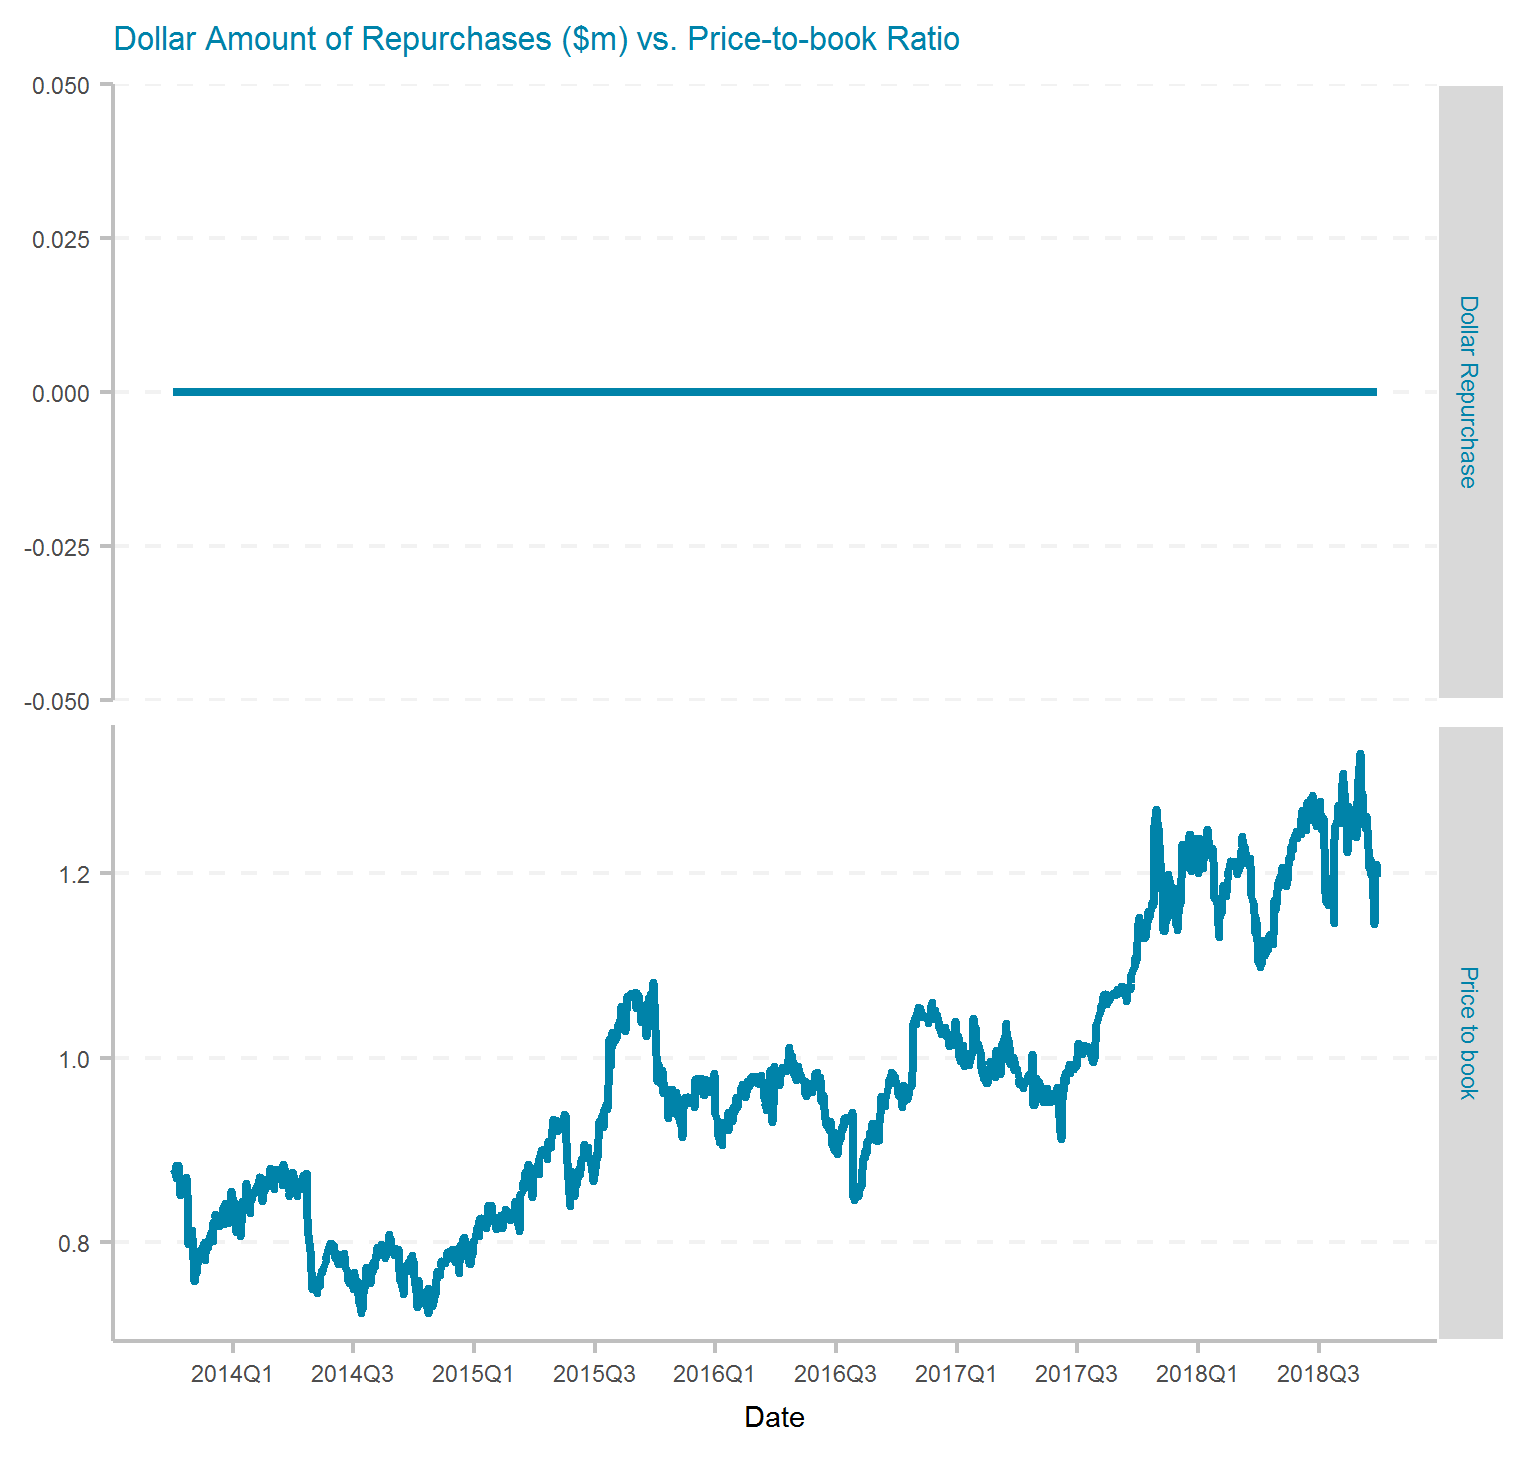 Dollar Amount of Repurchases ($m) vs. Price-to-book Ratio
0.050
0.025
0.000
-0.025
-0.050
Dollar Repurchase
1.2
1.0
0.8
Price to book
2014Q1 2014Q3 2015Q1 2015Q3 2016Q1 2016Q3 2017Q1 2017Q3 2018Q1 2018Q3
Date